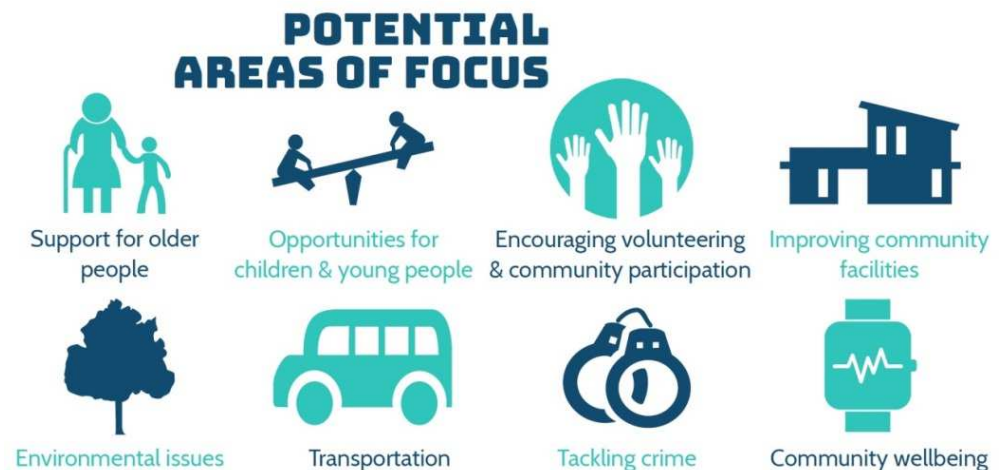 POTENTIAL
AREAS OF FOCUS
Support for older
people
Opportunities for
children & young people
Encouraging volunteering
& community participation
Improving community
facilities
Environmental issues
Transportation
Tackling crime
Community wellbeing